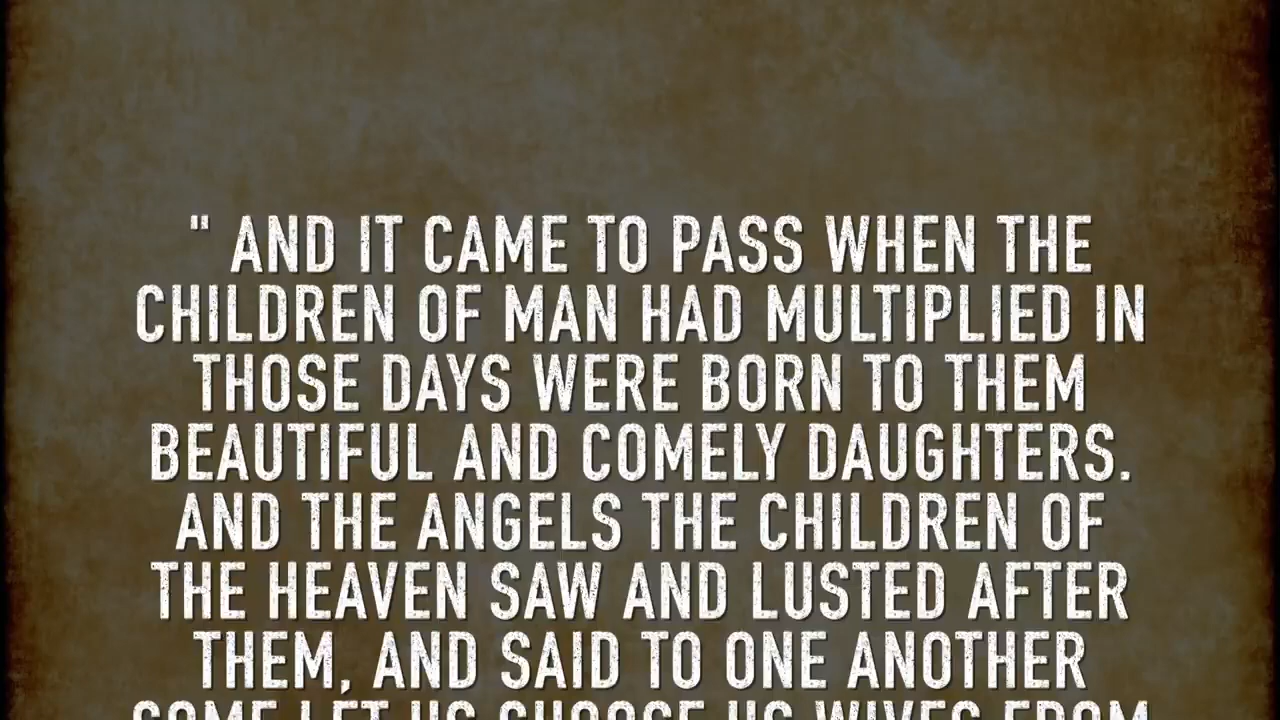 " AND IT CAME TO PASS WHEN THE
CHILDREN OF MAN HAD MULTIPLIED IN
THOSE DAYS WERE BORN TO THEM
BEAUTIFUL AND COMELY DAUGHTERS.
AND THE ANGELS THE CHILDREN OF
THE HEAVEN SAW AND LUSTED AFTER
THEM, AND SAID TO ONE ANOTHER
COME LET US CHOOSE US WIVES FROM